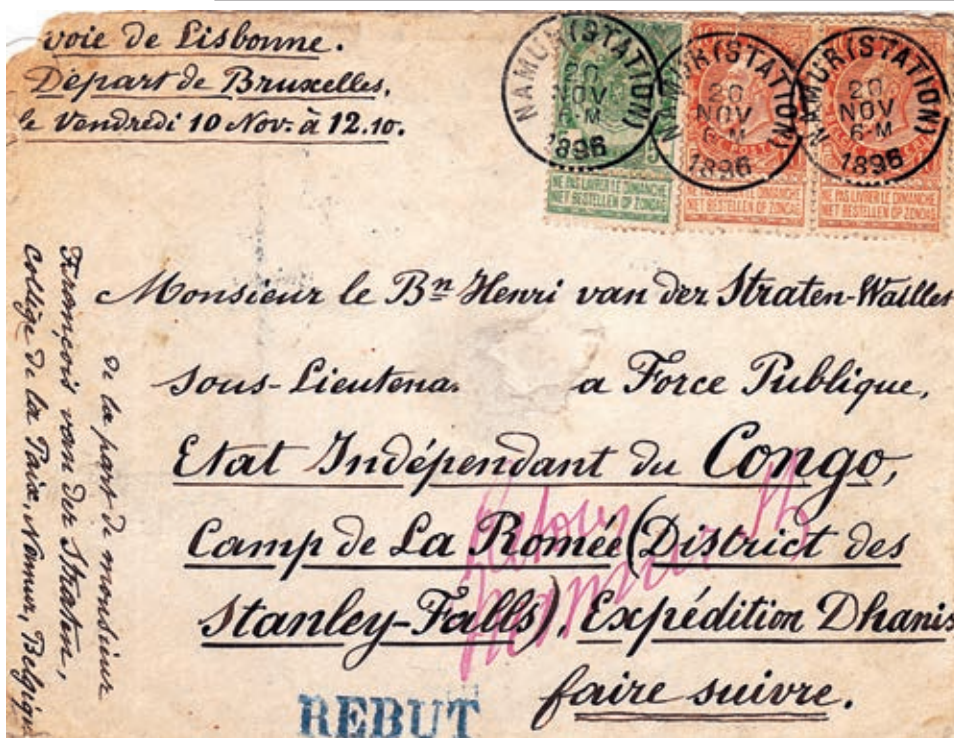 voie de Lisbonne.
Départ de Bruxelles,
le Vendredi 10 Nov. à 12.10.
NAMUR (STATION)
20
NOV
-M
1896
NAMUR (STATION)
20
NOV
6-M
1896
NAMUR (STATION)
20
NOV
6-M
1896
NE PAS LIVRER LE DIMANCHE
NIET BESTELLEN OP ZONDAG
NE PAS LIVRER LE DIMANCHE
NIET BESTELLEN OP ZONDAG
NE PAS LIVRER LE DIMANCHE
NIET BESTELLEN OP ZONDAG
Monsieur le Bⁿ Henri van der Straten-Waillet
sous-Lieutena. a Force Publique,
Etat Indépendant du Congo,
Camp de La Romée (District des
Stanley-Falls), Expédition Dhanis
faire suivre.
de la part de monsieur
François van der Straten,
Collège de la Paix, Namur, Belgique
Retour
Namur
REBUT